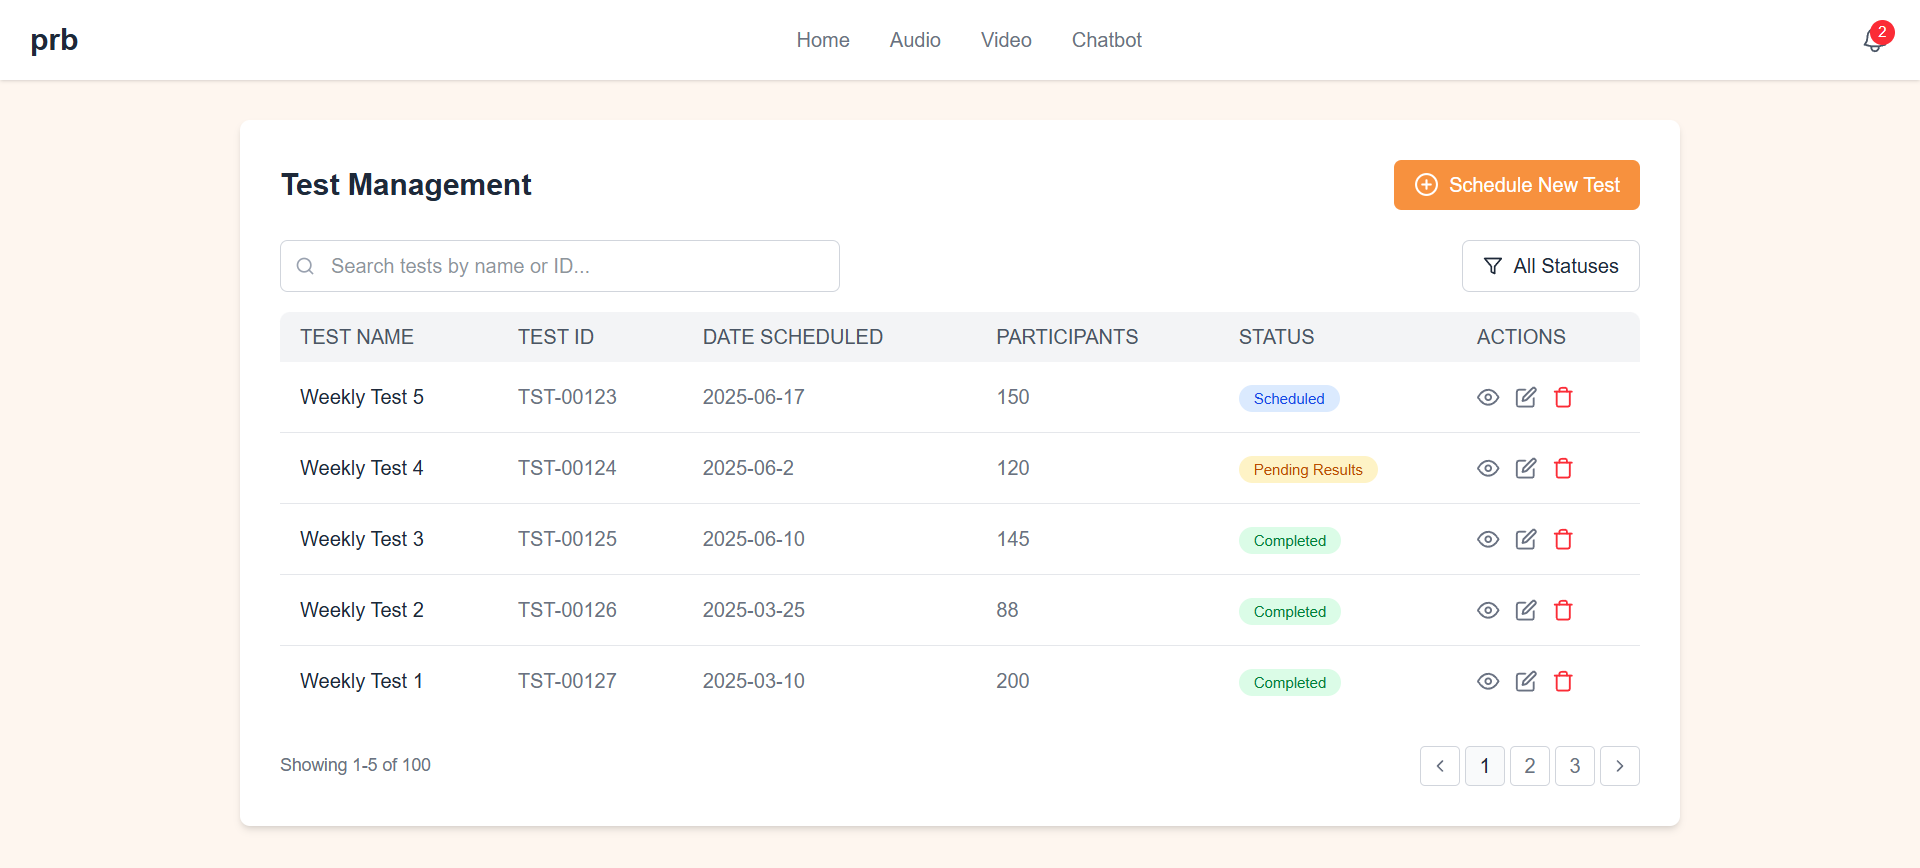 prb
Home Audio Video Chatbot
2
Test Management
Schedule New Test
Search tests by name or ID...
All Statuses
TEST NAME TEST ID DATE SCHEDULED PARTICIPANTS STATUS ACTIONS
Weekly Test 5 TST-00123 2025-06-17 150 Scheduled
Weekly Test 4 TST-00124 2025-06-2 120 Pending Results
Weekly Test 3 TST-00125 2025-06-10 145 Completed
Weekly Test 2 TST-00126 2025-03-25 88 Completed
Weekly Test 1 TST-00127 2025-03-10 200 Completed
Showing 1-5 of 100
1 2 3